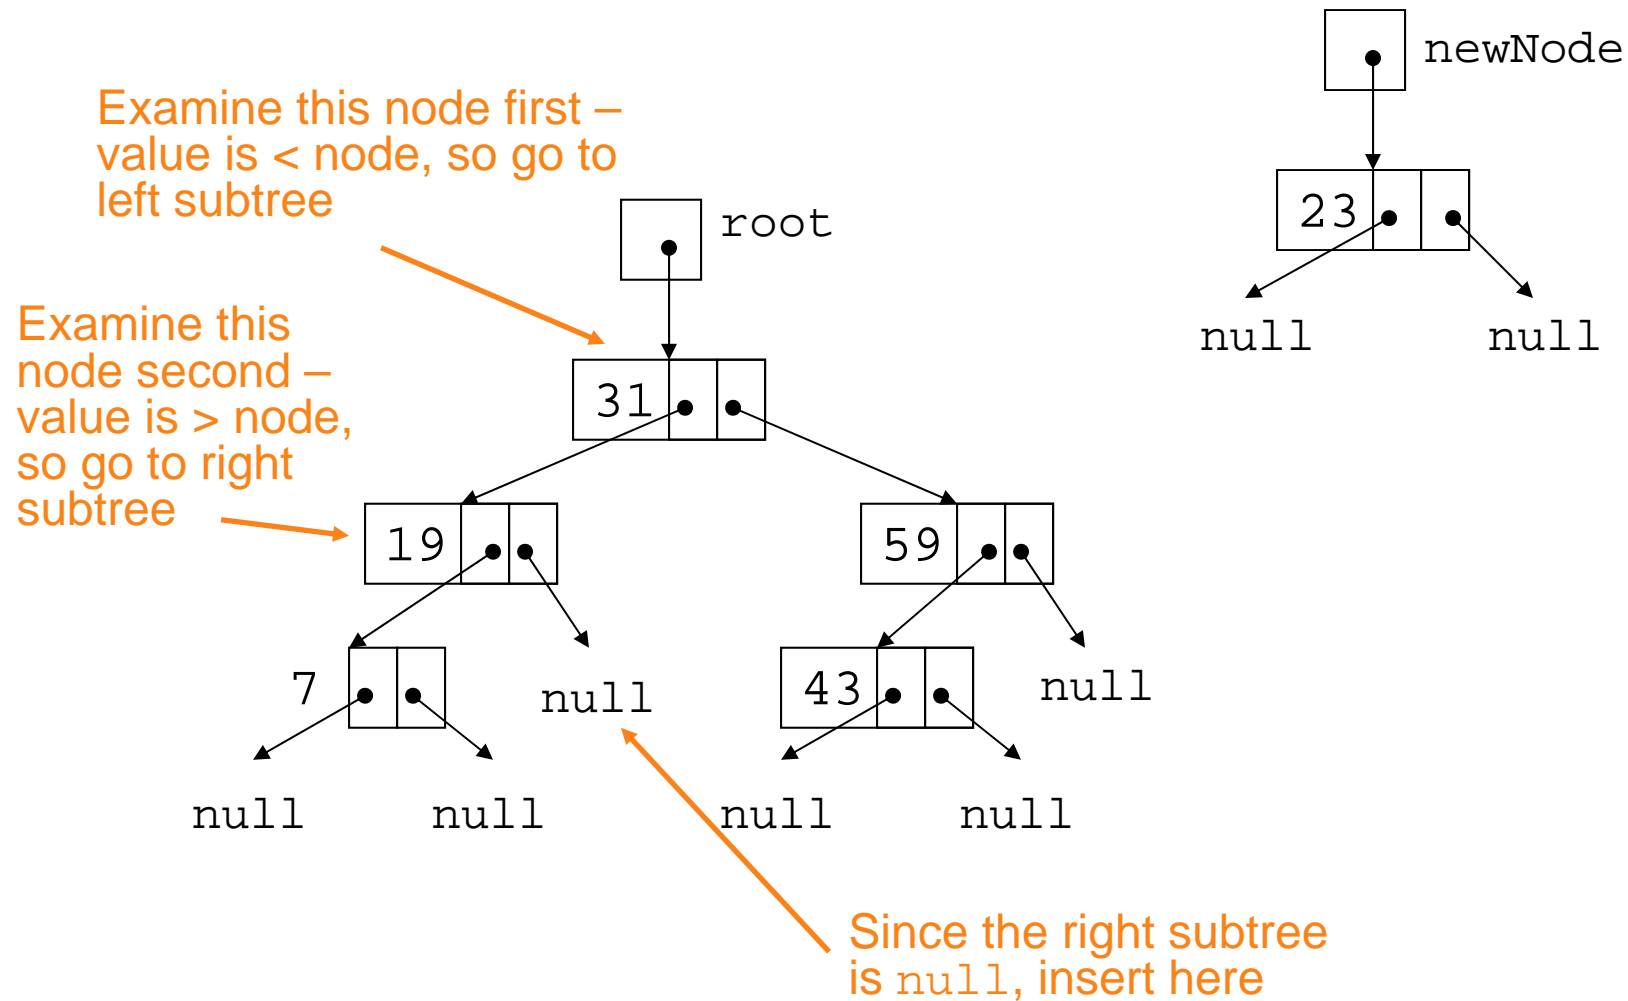 newNode
Examine this node first –
value is < node, so go to
left subtree
23
root
null
null
Examine this
node second –
value is > node,
so go to right
subtree
31
19
59
7
null
43
null
null
null
null
null
Since the right subtree
is null, insert here